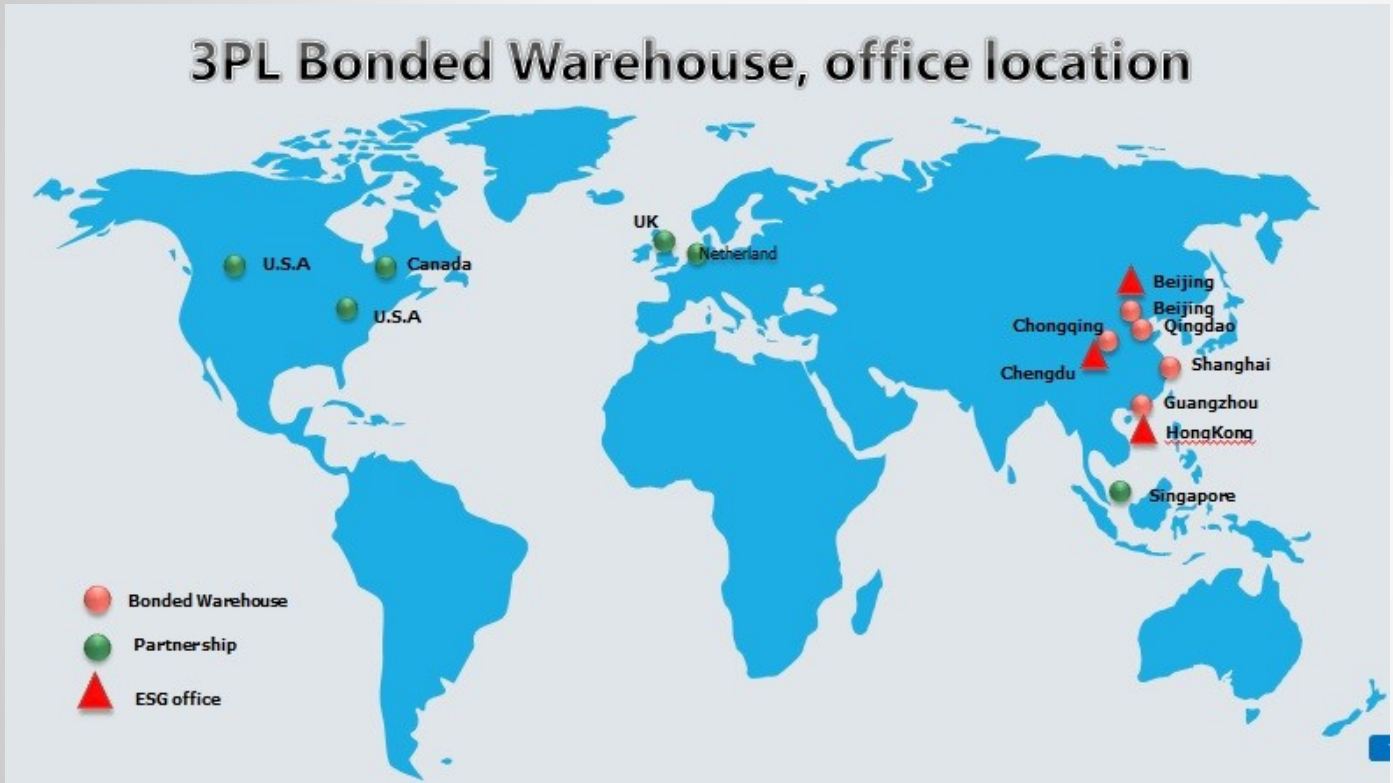 3PL Bonded Warehouse, office location
UK
Netherland
U.S.A
Canada
U.S.A
Beijing
Beijing
Chongqing
Qingdao
Shanghai
Chengdu
Guangzhou
HongKong
Singapore
Bonded Warehouse
Partnership
ESG office